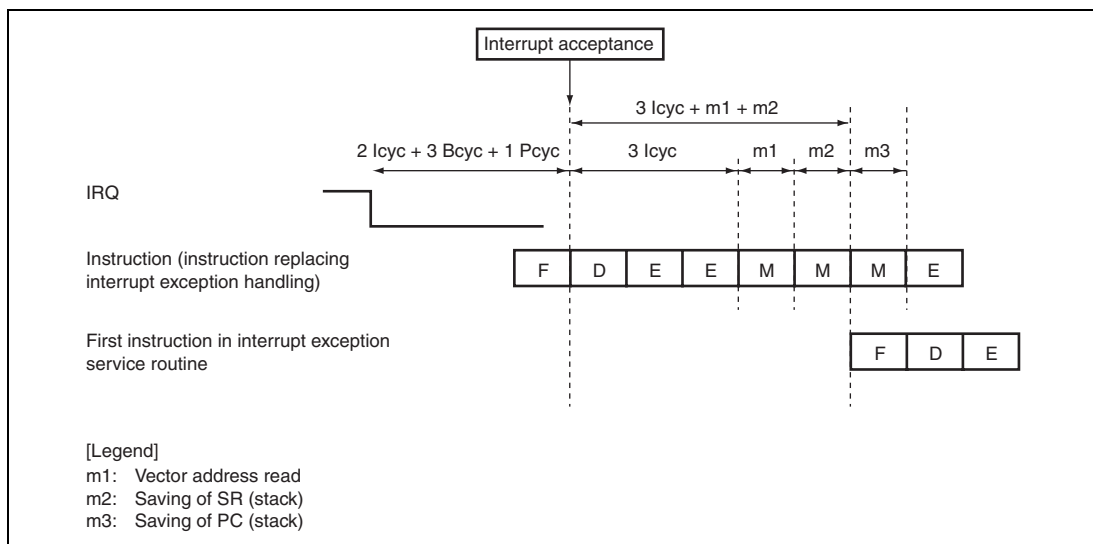 Interrupt acceptance
3 Icyc + m1 + m2
2 Icyc + 3 Bcyc + 1 Pcyc
3 Icyc
m1
m2
m3
IRQ
Instruction (instruction replacing
interrupt exception handling)
F D E E M M M E
First instruction in interrupt exception
service routine
F D E
[Legend]
m1: Vector address read
m2: Saving of SR (stack)
m3: Saving of PC (stack)